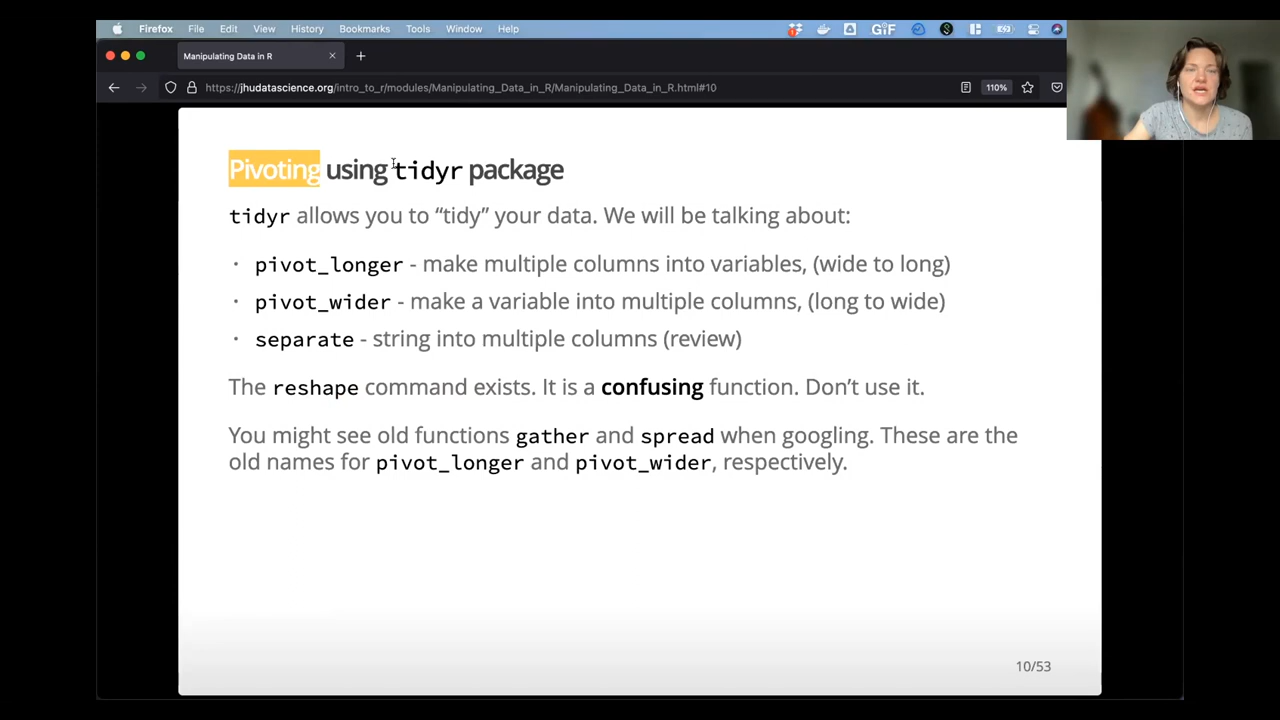 Firefox File Edit View History Bookmarks Tools Window Help
GIF
Manipulating Data in R
https://jhudatascience.org/intro_to_r/modules/Manipulating_Data_in_R/Manipulating_Data_in_R.html#10
110%
Pivoting using tidyr package
tidyr allows you to “tidy” your data. We will be talking about:
· pivot_longer - make multiple columns into variables, (wide to long)
· pivot_wider - make a variable into multiple columns, (long to wide)
· separate - string into multiple columns (review)
The reshape command exists. It is a confusing function. Don’t use it.
You might see old functions gather and spread when googling. These are the
old names for pivot_longer and pivot_wider, respectively.
10/53